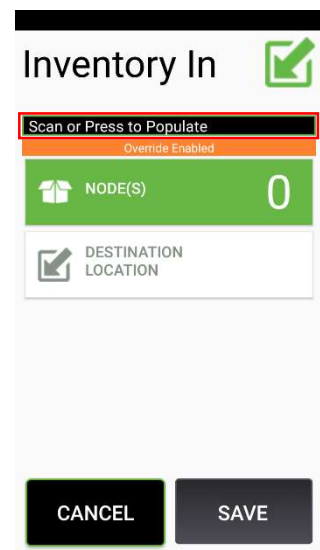 Inventory In
Scan or Press to Populate
Override Enabled
NODE(S)
0
DESTINATION
LOCATION
CANCEL
SAVE